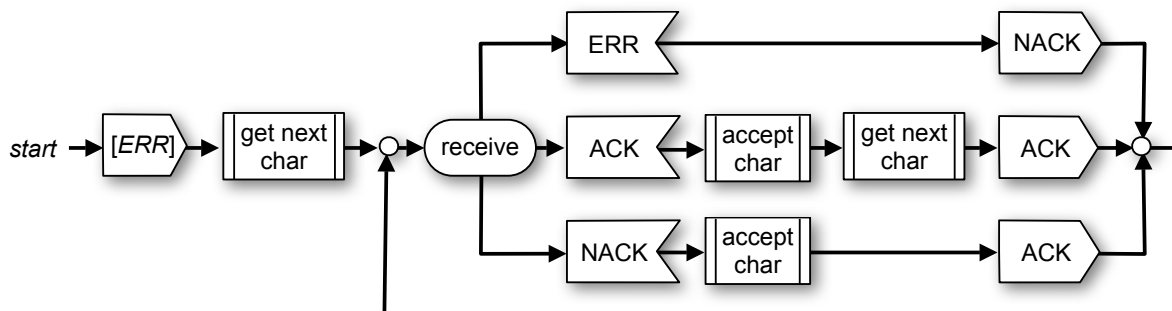 ERR
NACK
start
[ERR]
get next
char
receive
ACK
accept
char
get next
char
ACK
NACK
accept
char
ACK